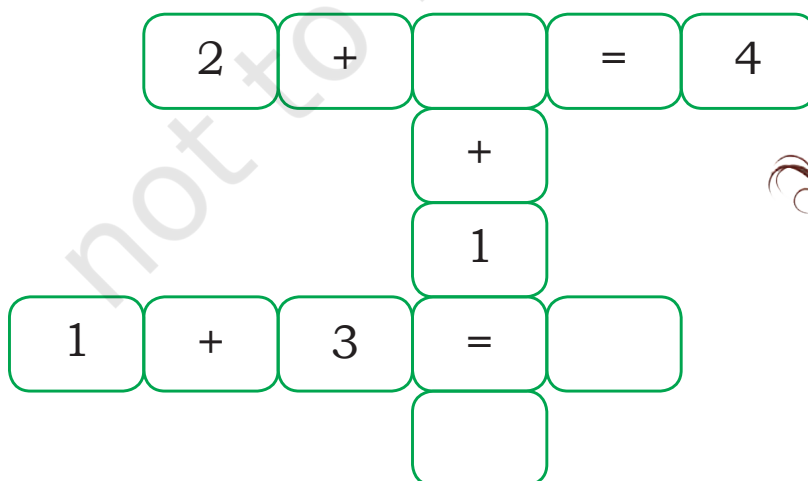 2 + = 4
+
1
1 + 3 =
not to